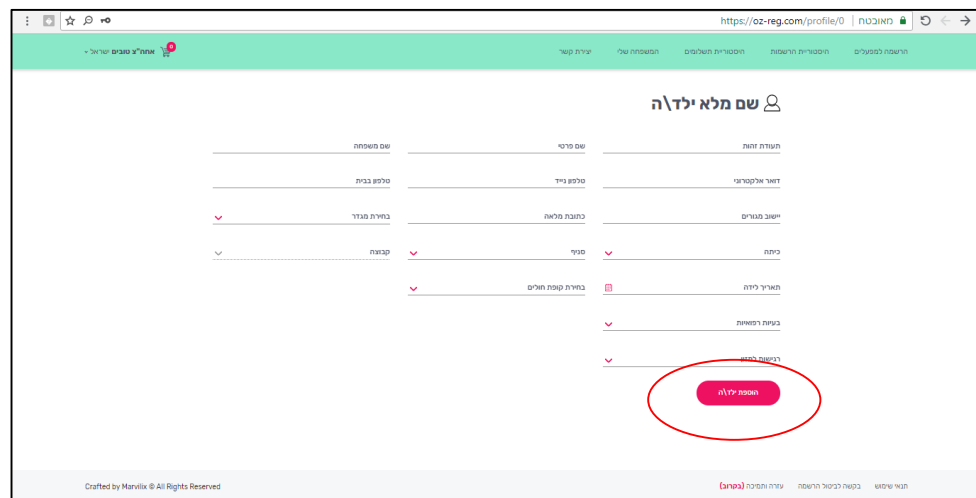 https://oz-reg.com/profile/0 מאובטח
הרשמה למפעלים היסטוריית הרשמות היסטוריית תשלומים המשפחה שלי יצירת קשר
0 אחה"צ טובים ישראל
שם מלא ילד\ה
תעודת זהות שם פרטי שם משפחה
דואר אלקטרוני טלפון נייד טלפון בבית
יישוב מגורים כתובת מלאה בחירת מגדר
כיתה סניף קבוצה
תאריך לידה בחירת קופת חולים
בעיות רפואיות
רגישות למזון
הוספת ילד\ה
תנאי שימוש בקשה לביטול הרשמה עזרה ותמיכה (בקרוב)
Crafted by Marvilix © All Rights Reserved